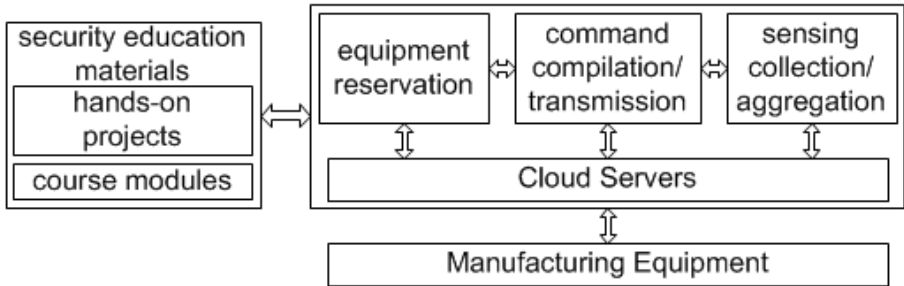 security education
materials
hands-on
projects
course modules
equipment
reservation
command
compilation/
transmission
sensing
collection/
aggregation
Cloud Servers
Manufacturing Equipment